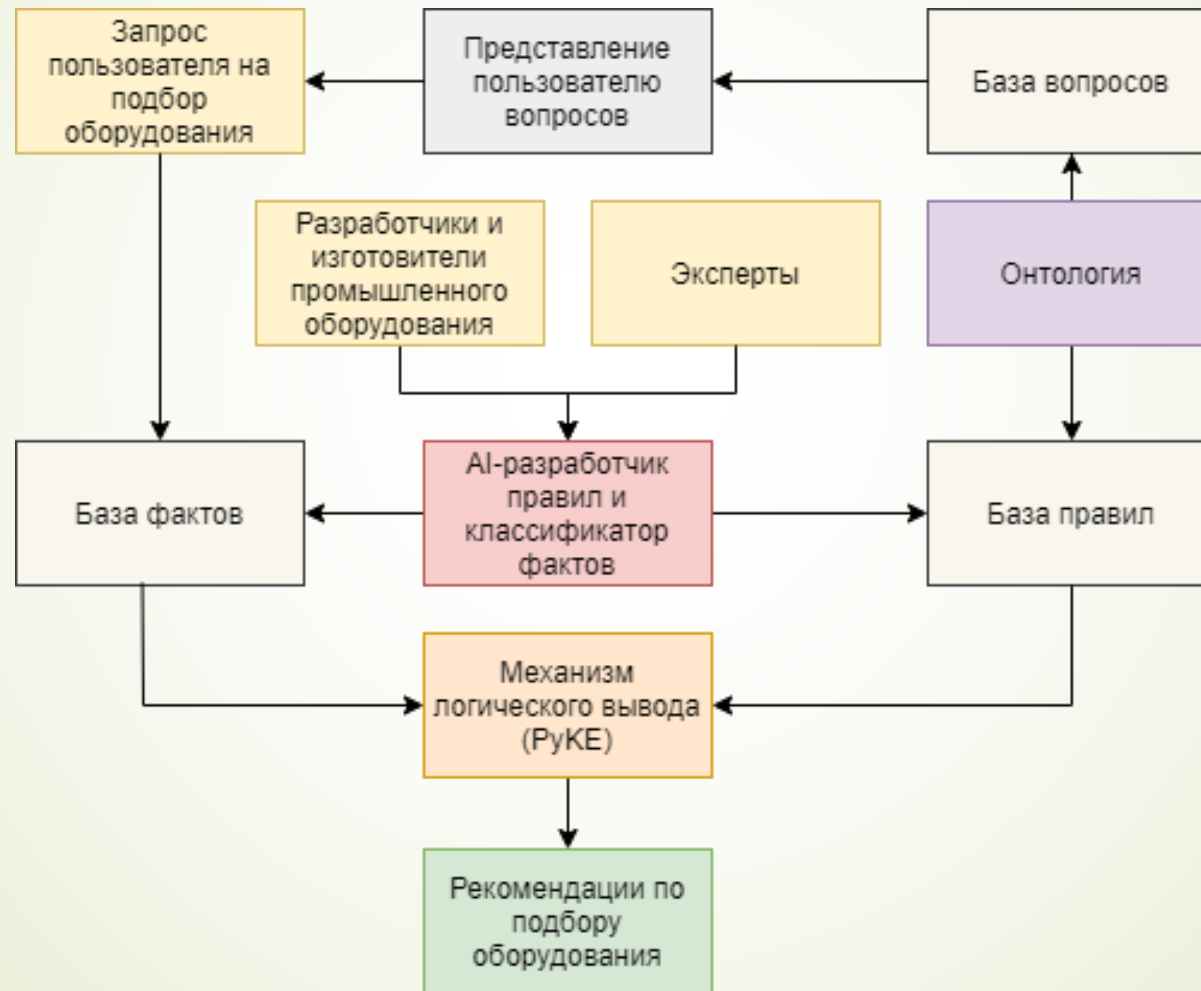 Запрос
пользователя на
подбор
оборудования
Представление
пользователю
вопросов
База вопросов
Разработчики и
изготовители
промышленного
оборудования
Эксперты
Онтология
База фактов
AI-разработчик
правил и
классификатор
фактов
База правил
Механизм
логического вывода
(PyKE)
Рекомендации по
подбору
оборудования